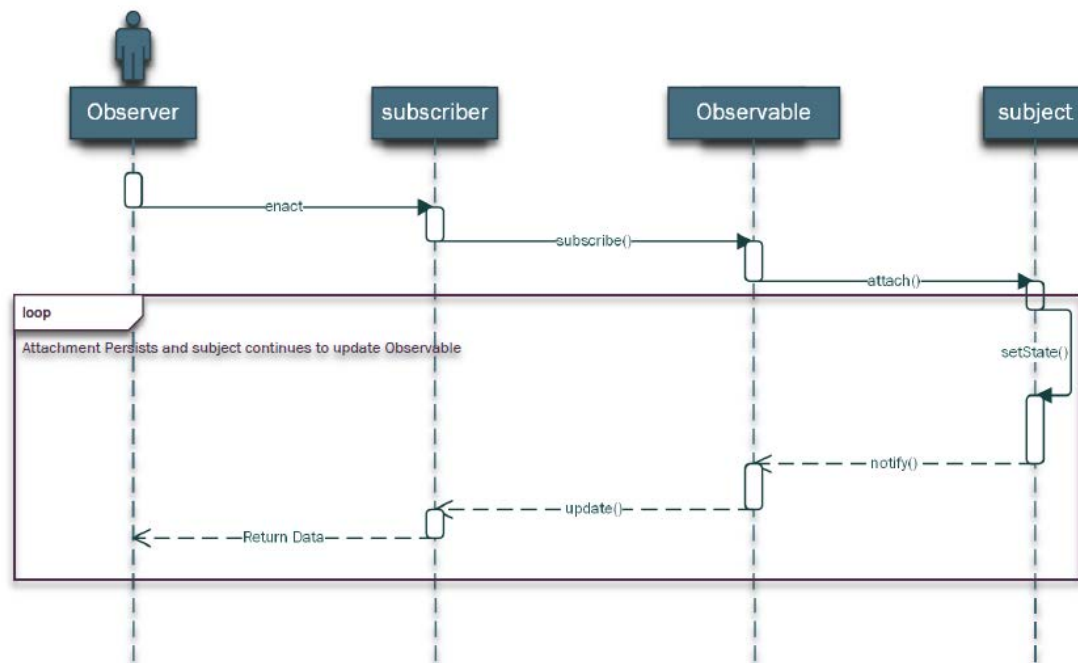 Observer
subscriber
Observable
subject
enact
subscribe()
attach()
loop
Attachment Persists and subject continues to update Observable
setState()
notify()
update()
Return Data